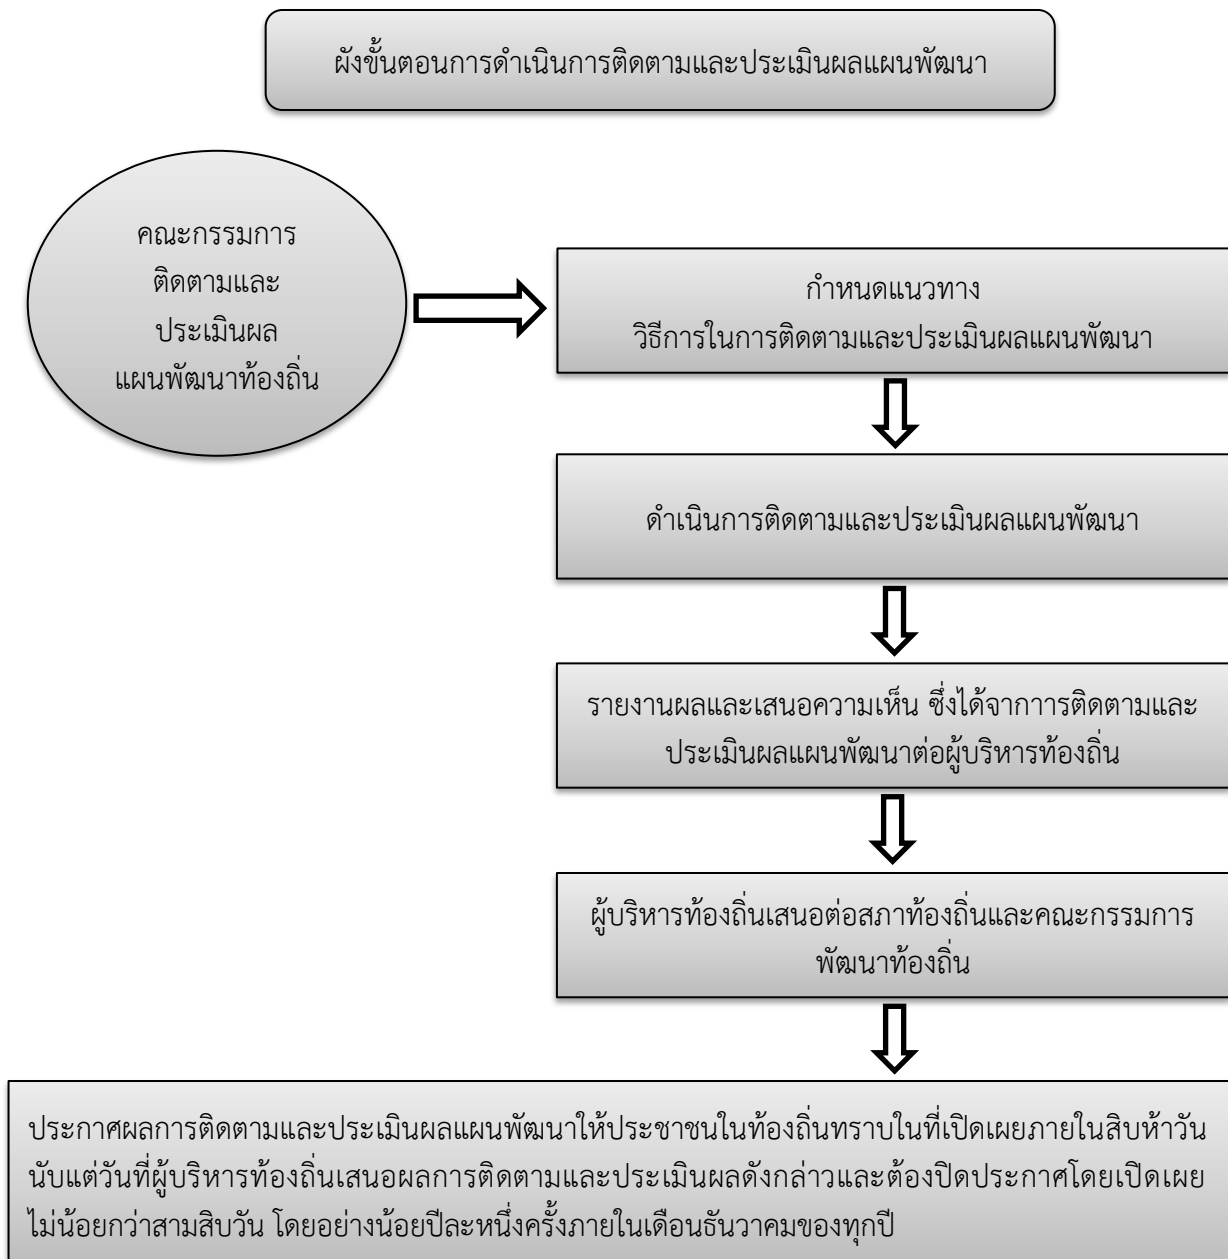 ผังขั้นตอนการดำเนินการติดตามและประเมินผลแผนพัฒนา
คณะกรรมการ
ติดตามและ
ประเมินผล
แผนพัฒนาท้องถิ่น
กำหนดแนวทาง
วิธีการในการติดตามและประเมินผลแผนพัฒนา
ดำเนินการติดตามและประเมินผลแผนพัฒนา
รายงานผลและเสนอความเห็น ซึ่งได้จากาารติดตามและ
ประเมินผลแผนพัฒนาต่อผู้บริหารท้องถิ่น
ผู้บริหารท้องถิ่นเสนอต่อสภาท้องถิ่นและคณะกรรมการ
พัฒนาท้องถิ่น
ประกาศผลการติดตามและประเมินผลแผนพัฒนาให้ประชาชนในท้องถิ่นทราบในที่เปิดเผยภายในสิบห้าวัน
นับแต่วันที่ผู้บริหารท้องถิ่นเสนอผลการติดตามและประเมินผลดังกล่าวและต้องปิดประกาศโดยเปิดเผย
ไม่น้อยกว่าสามสิบวัน โดยอย่างน้อยปีละหนึ่งครั้งภายในเดือนธันวาคมของทุกปี